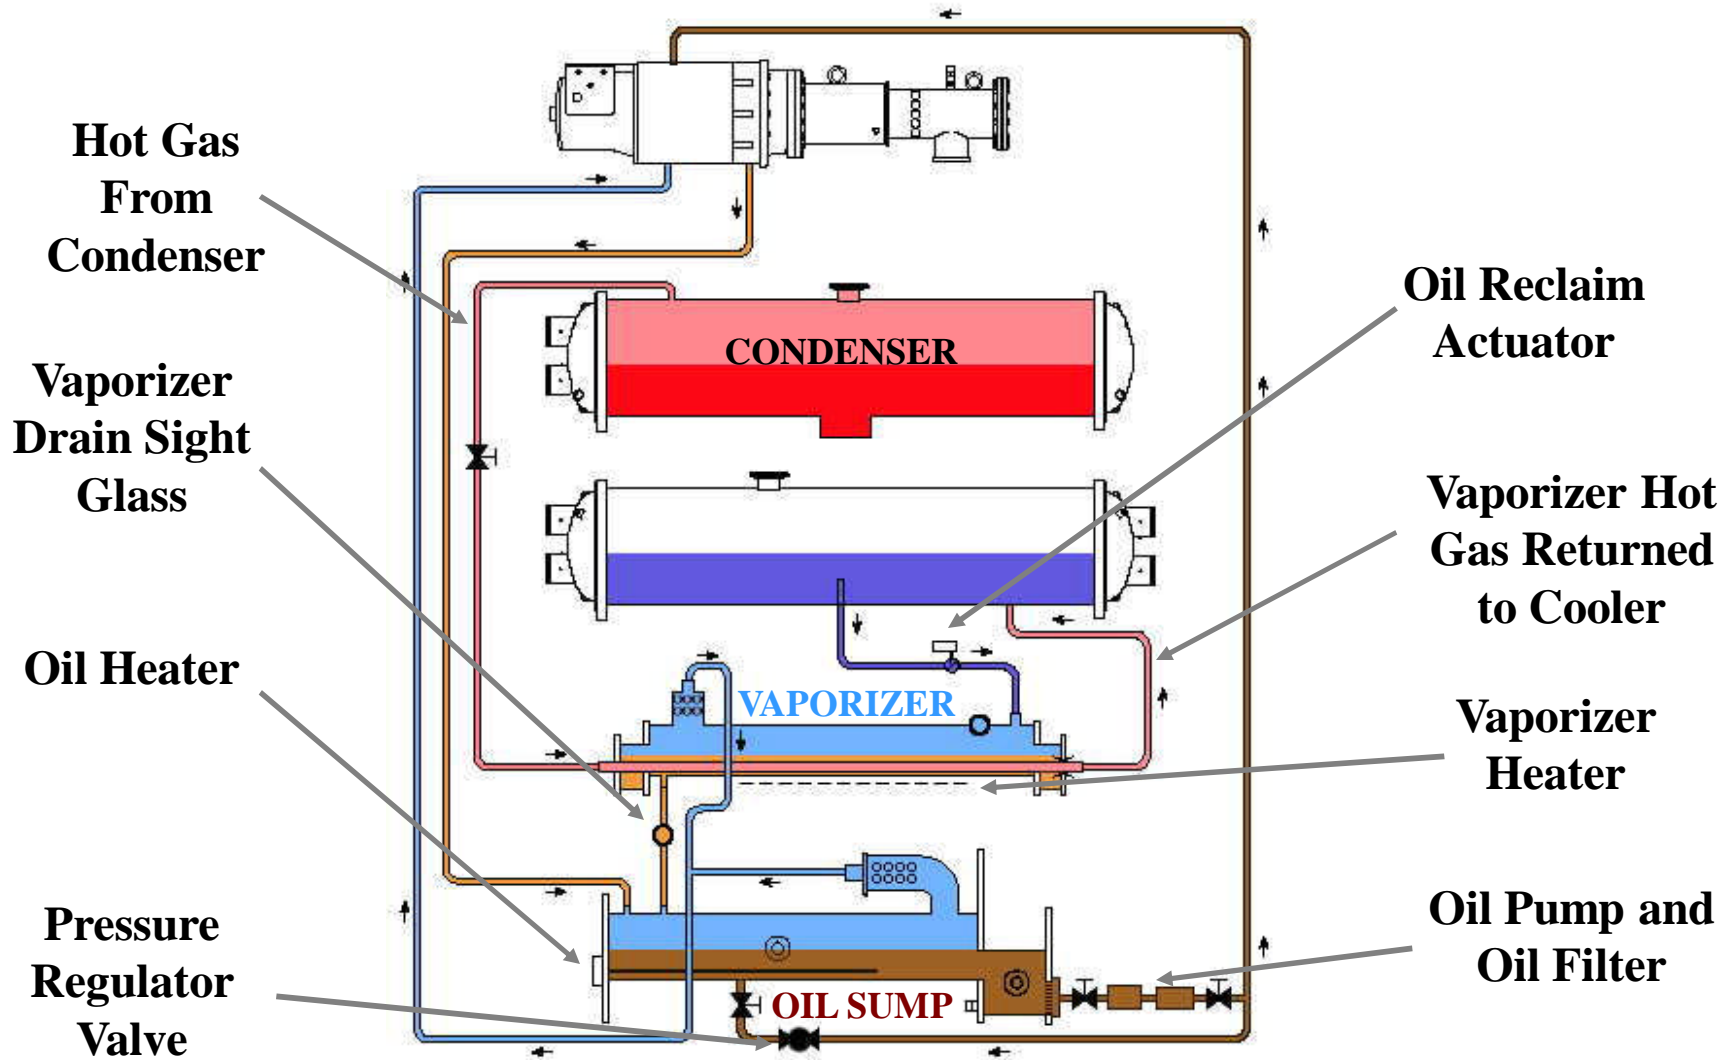 Hot Gas
From
Condenser
Vaporizer
Drain Sight
Glass
Oil Heater
Pressure
Regulator
Valve
CONDENSER
VAPORIZER
OIL SUMP
Oil Reclaim
Actuator
Vaporizer Hot
Gas Returned
to Cooler
Vaporizer
Heater
Oil Pump and
Oil Filter